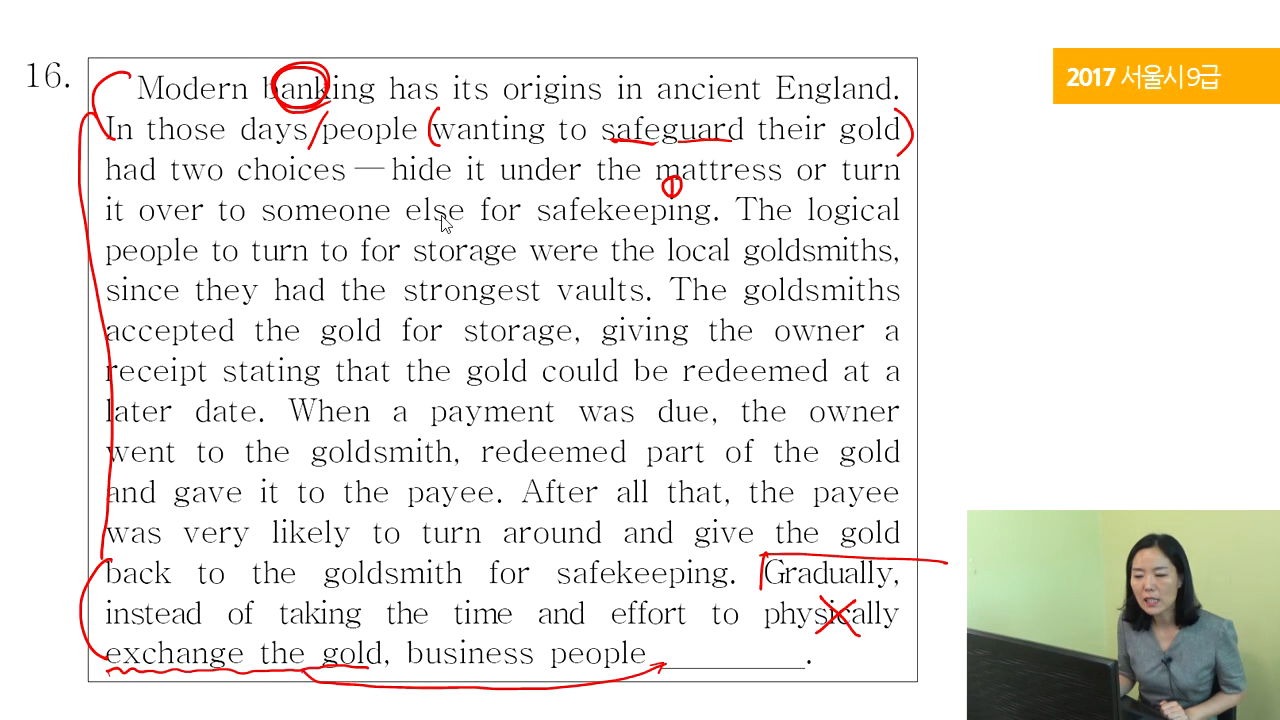 16.
2017 서울시 9급
Modern banking has its origins in ancient England.
In those days people wanting to safeguard their gold
had two choices — hide it under the mattress or turn
it over to someone else for safekeeping. The logical
people to turn to for storage were the local goldsmiths,
since they had the strongest vaults. The goldsmiths
accepted the gold for storage, giving the owner a
receipt stating that the gold could be redeemed at a
later date. When a payment was due, the owner
went to the goldsmith, redeemed part of the gold
and gave it to the payee. After all that, the payee
was very likely to turn around and give the gold
back to the goldsmith for safekeeping. Gradually,
instead of taking the time and effort to physically
exchange the gold, business people __________.